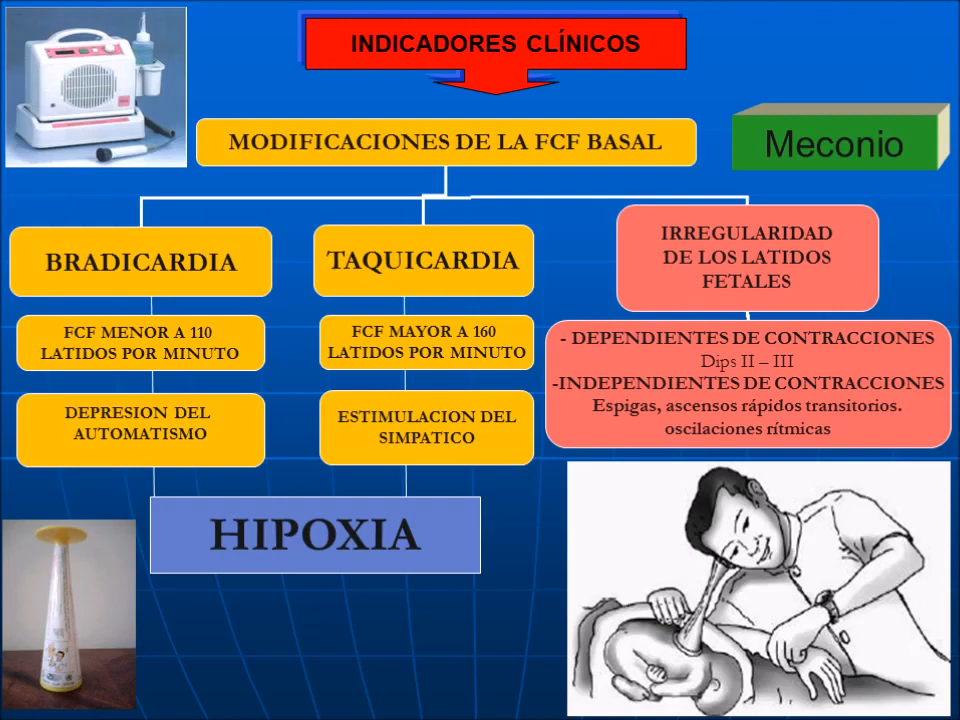 INDICADORES CLÍNICOS
MODIFICACIONES DE LA FCF BASAL
Meconio
BRADICARDIA
TAQUICARDIA
IRREGULARIDAD
DE LOS LATIDOS
FETALES
FCF MENOR A 110
LATIDOS POR MINUTO
FCF MAYOR A 160
LATIDOS POR MINUTO
- DEPENDIENTES DE CONTRACCIONES
Dips II – III
-INDEPENDIENTES DE CONTRACCIONES
Espigas, ascensos rápidos transitorios.
oscilaciones rítmicas
DEPRESION DEL
AUTOMATISMO
ESTIMULACION DEL
SIMPATICO
HIPOXIA